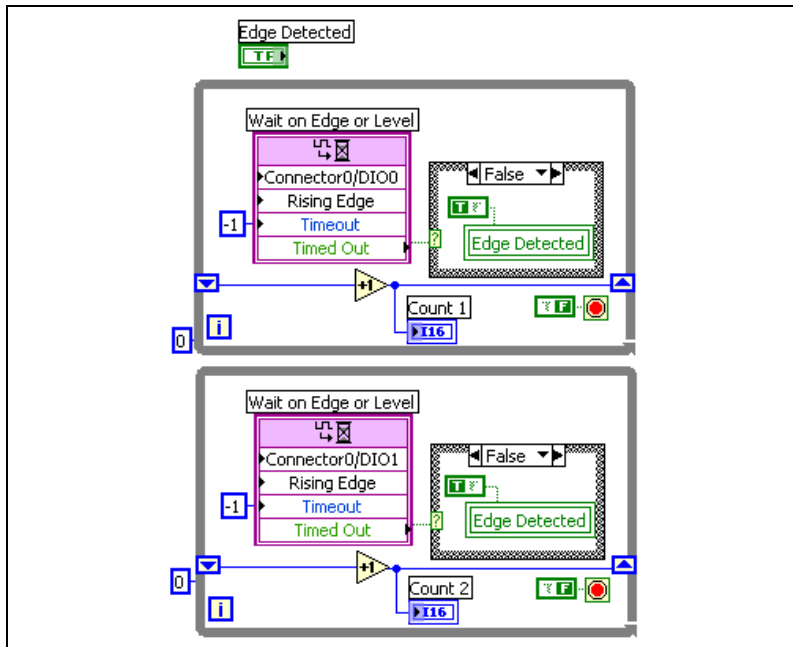 Edge Detected
TF
Wait on Edge or Level
Connector0/DIO0
Rising Edge
-1
Timeout
Timed Out
False
T
Edge Detected
?
+1
Count 1
I16
F
i
0
Wait on Edge or Level
Connector0/DIO1
Rising Edge
-1
Timeout
Timed Out
False
T
Edge Detected
?
+1
Count 2
I16
F
i
0